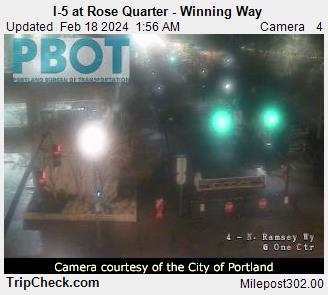 I-5 at Rose Quarter - Winning Way
Updated Feb 18 2024 1:56 AM Camera 4
PBOT
PORTLAND BUREAU OF TRANSPORTATION
4 - N. Ramsey Wy
@ One Ctr
Camera courtesy of the City of Portland
TripCheck.com Milepost302.00